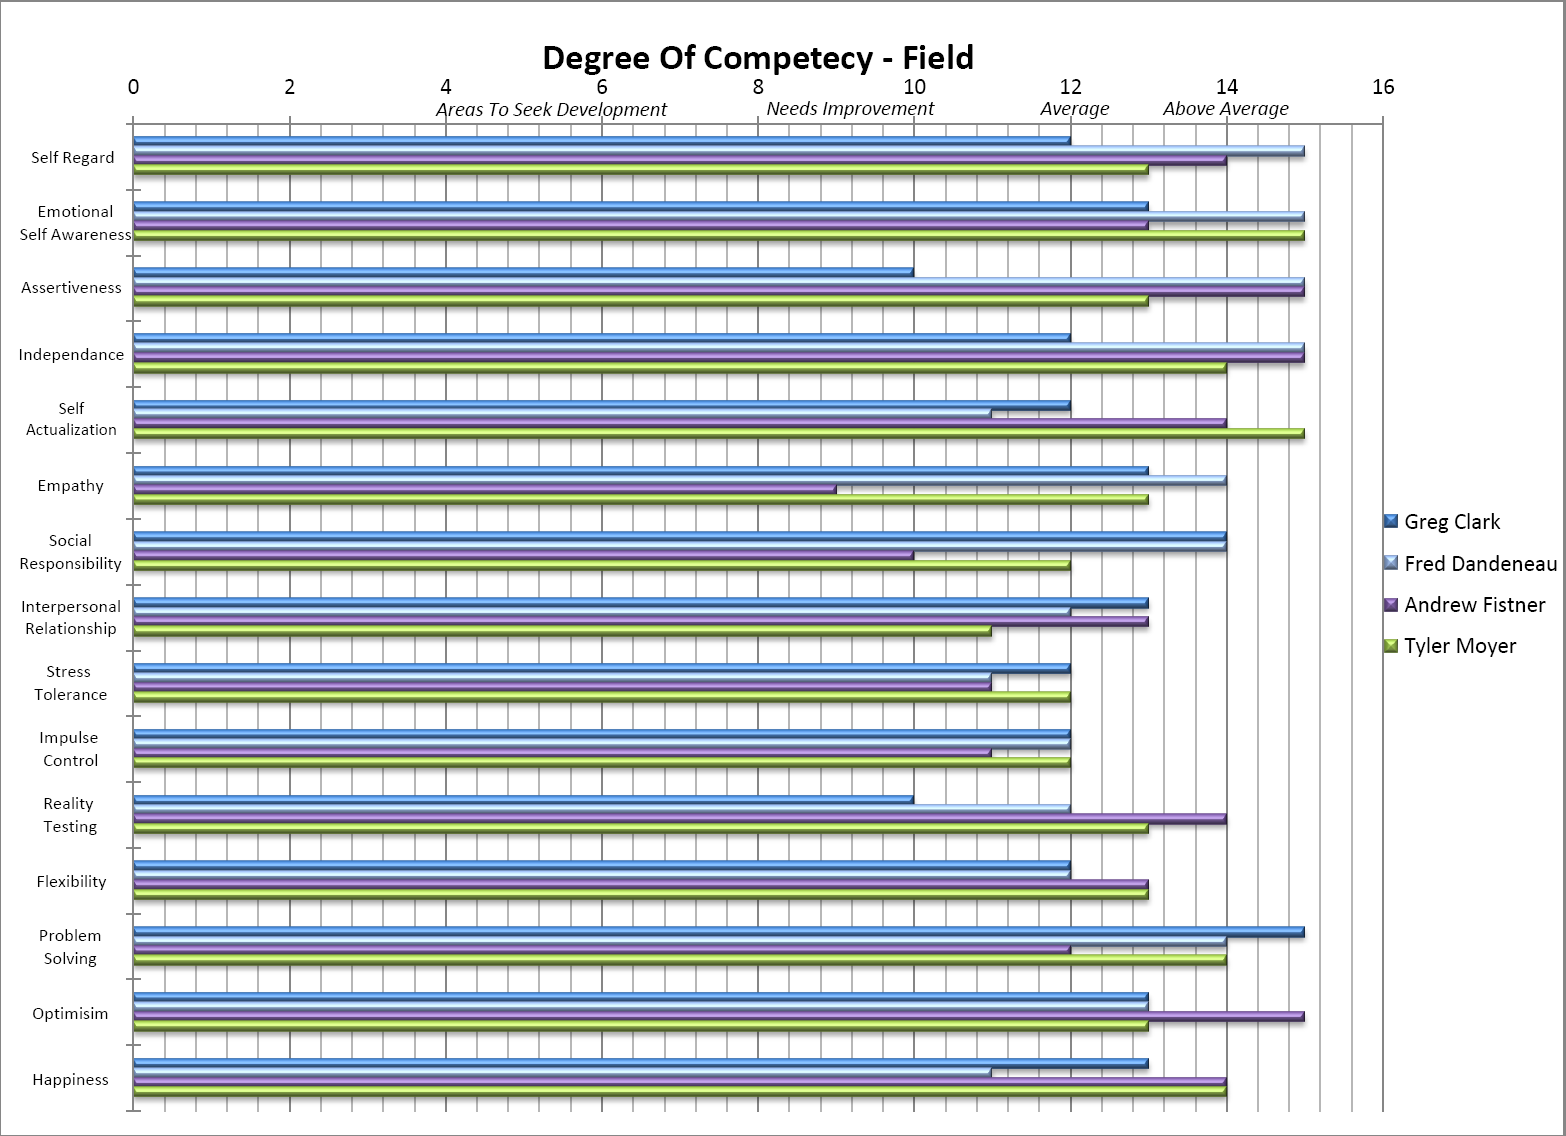 Degree Of Competecy - Field
0 2 4 6 8 10 12 14 16
Areas To Seek Development Needs Improvement Average Above Average
Self Regard
Emotional
Self Awareness
Assertiveness
Independance
Self
Actualization
Empathy
Social
Responsibility
Interpersonal
Relationship
Stress
Tolerance
Impulse
Control
Reality
Testing
Flexibility
Problem
Solving
Optimisim
Happiness
Greg Clark
Fred Dandeneau
Andrew Fistner
Tyler Moyer